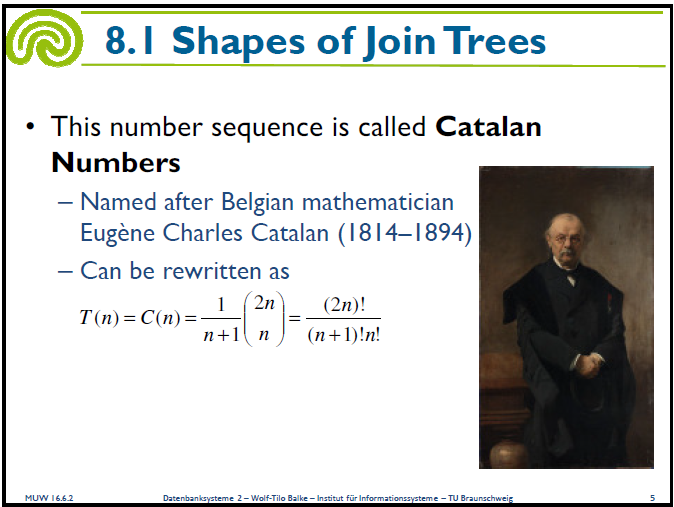 8.1 Shapes of Join Trees
• This number sequence is called Catalan
Numbers
– Named after Belgian mathematician
Eugène Charles Catalan (1814–1894)
– Can be rewritten as
T(n) = C(n) = 1/(n+1) (2n n) = (2n)!/((n+1)!n!)
MUW 16.6.2 Datenbanksysteme 2 – Wolf-Tilo Balke – Institut für Informationssysteme – TU Braunschweig 5